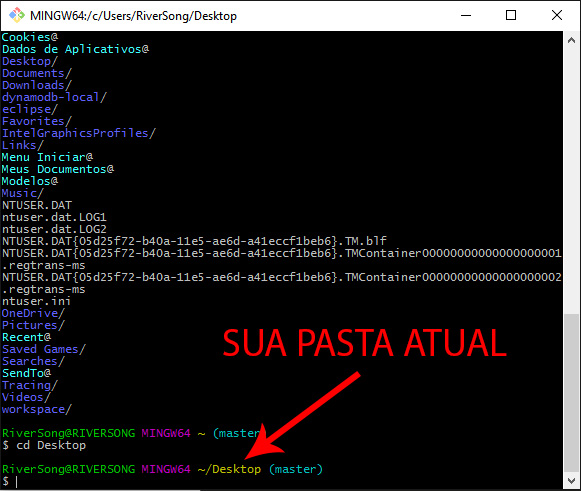 MINGW64:/c/Users/RiverSong/Desktop
Cookies@
Dados de Aplicativos@
Desktop/
Documents/
Downloads/
dynamodb-local/
eclipse/
Favorites/
IntelGraphicsProfiles/
Links/
Menu Iniciar@
Meus Documentos@
Modelos@
Music/
NTUSER.DAT
ntuser.dat.LOG1
ntuser.dat.LOG2
NTUSER.DAT{05d25f72-b40a-11e5-ae6d-a41eccf1beb6}.TM.blf
NTUSER.DAT{05d25f72-b40a-11e5-ae6d-a41eccf1beb6}.TMContainer00000000000000000001
.regtrans-ms
NTUSER.DAT{05d25f72-b40a-11e5-ae6d-a41eccf1beb6}.TMContainer00000000000000000002
.regtrans-ms
ntuser.ini
OneDrive/
Pictures/
Recent@
Saved Games/
Searches/
SendTo@
Tracing/
Videos/
workspace/
SUA PASTA ATUAL
RiverSong@RIVERSONG MINGW64 ~ (master
$ cd Desktop
RiverSong@RIVERSONG MINGW64 ~/Desktop (master)
$